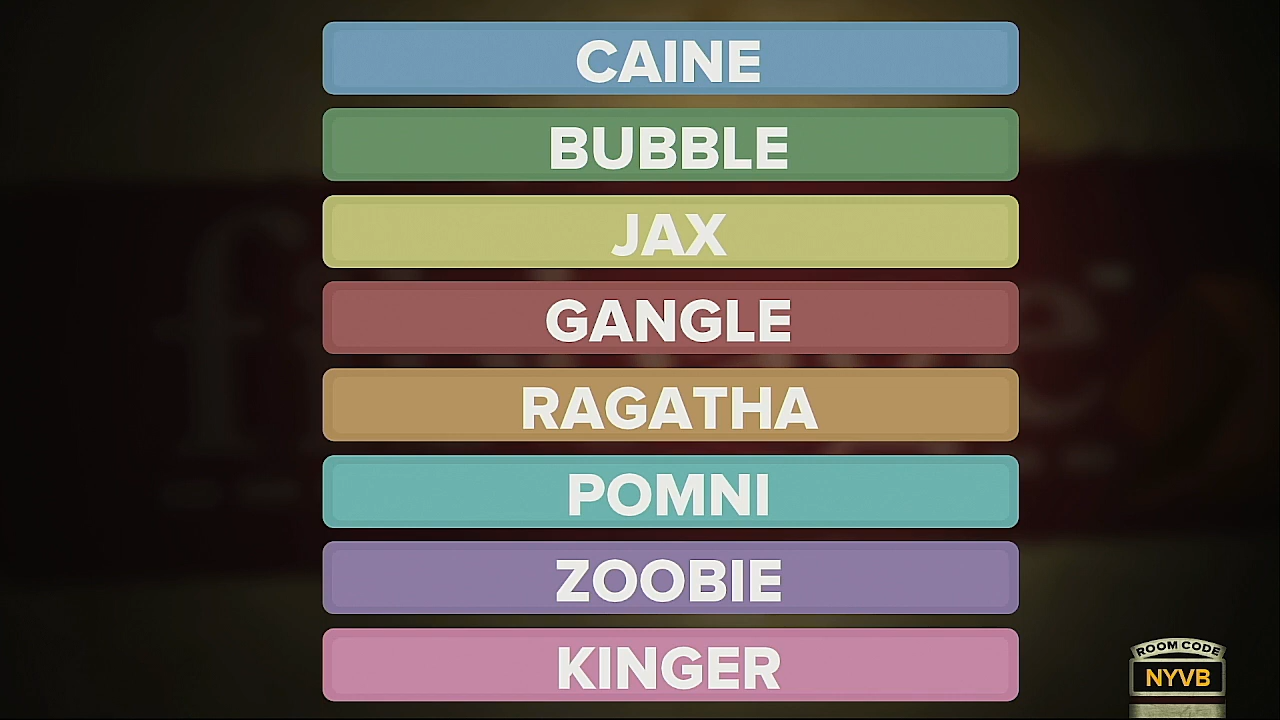 CAINE
BUBBLE
JAX
GANGLE
RAGATHA
POMNI
ZOOBIE
KINGER
ROOM CODE
NYVB